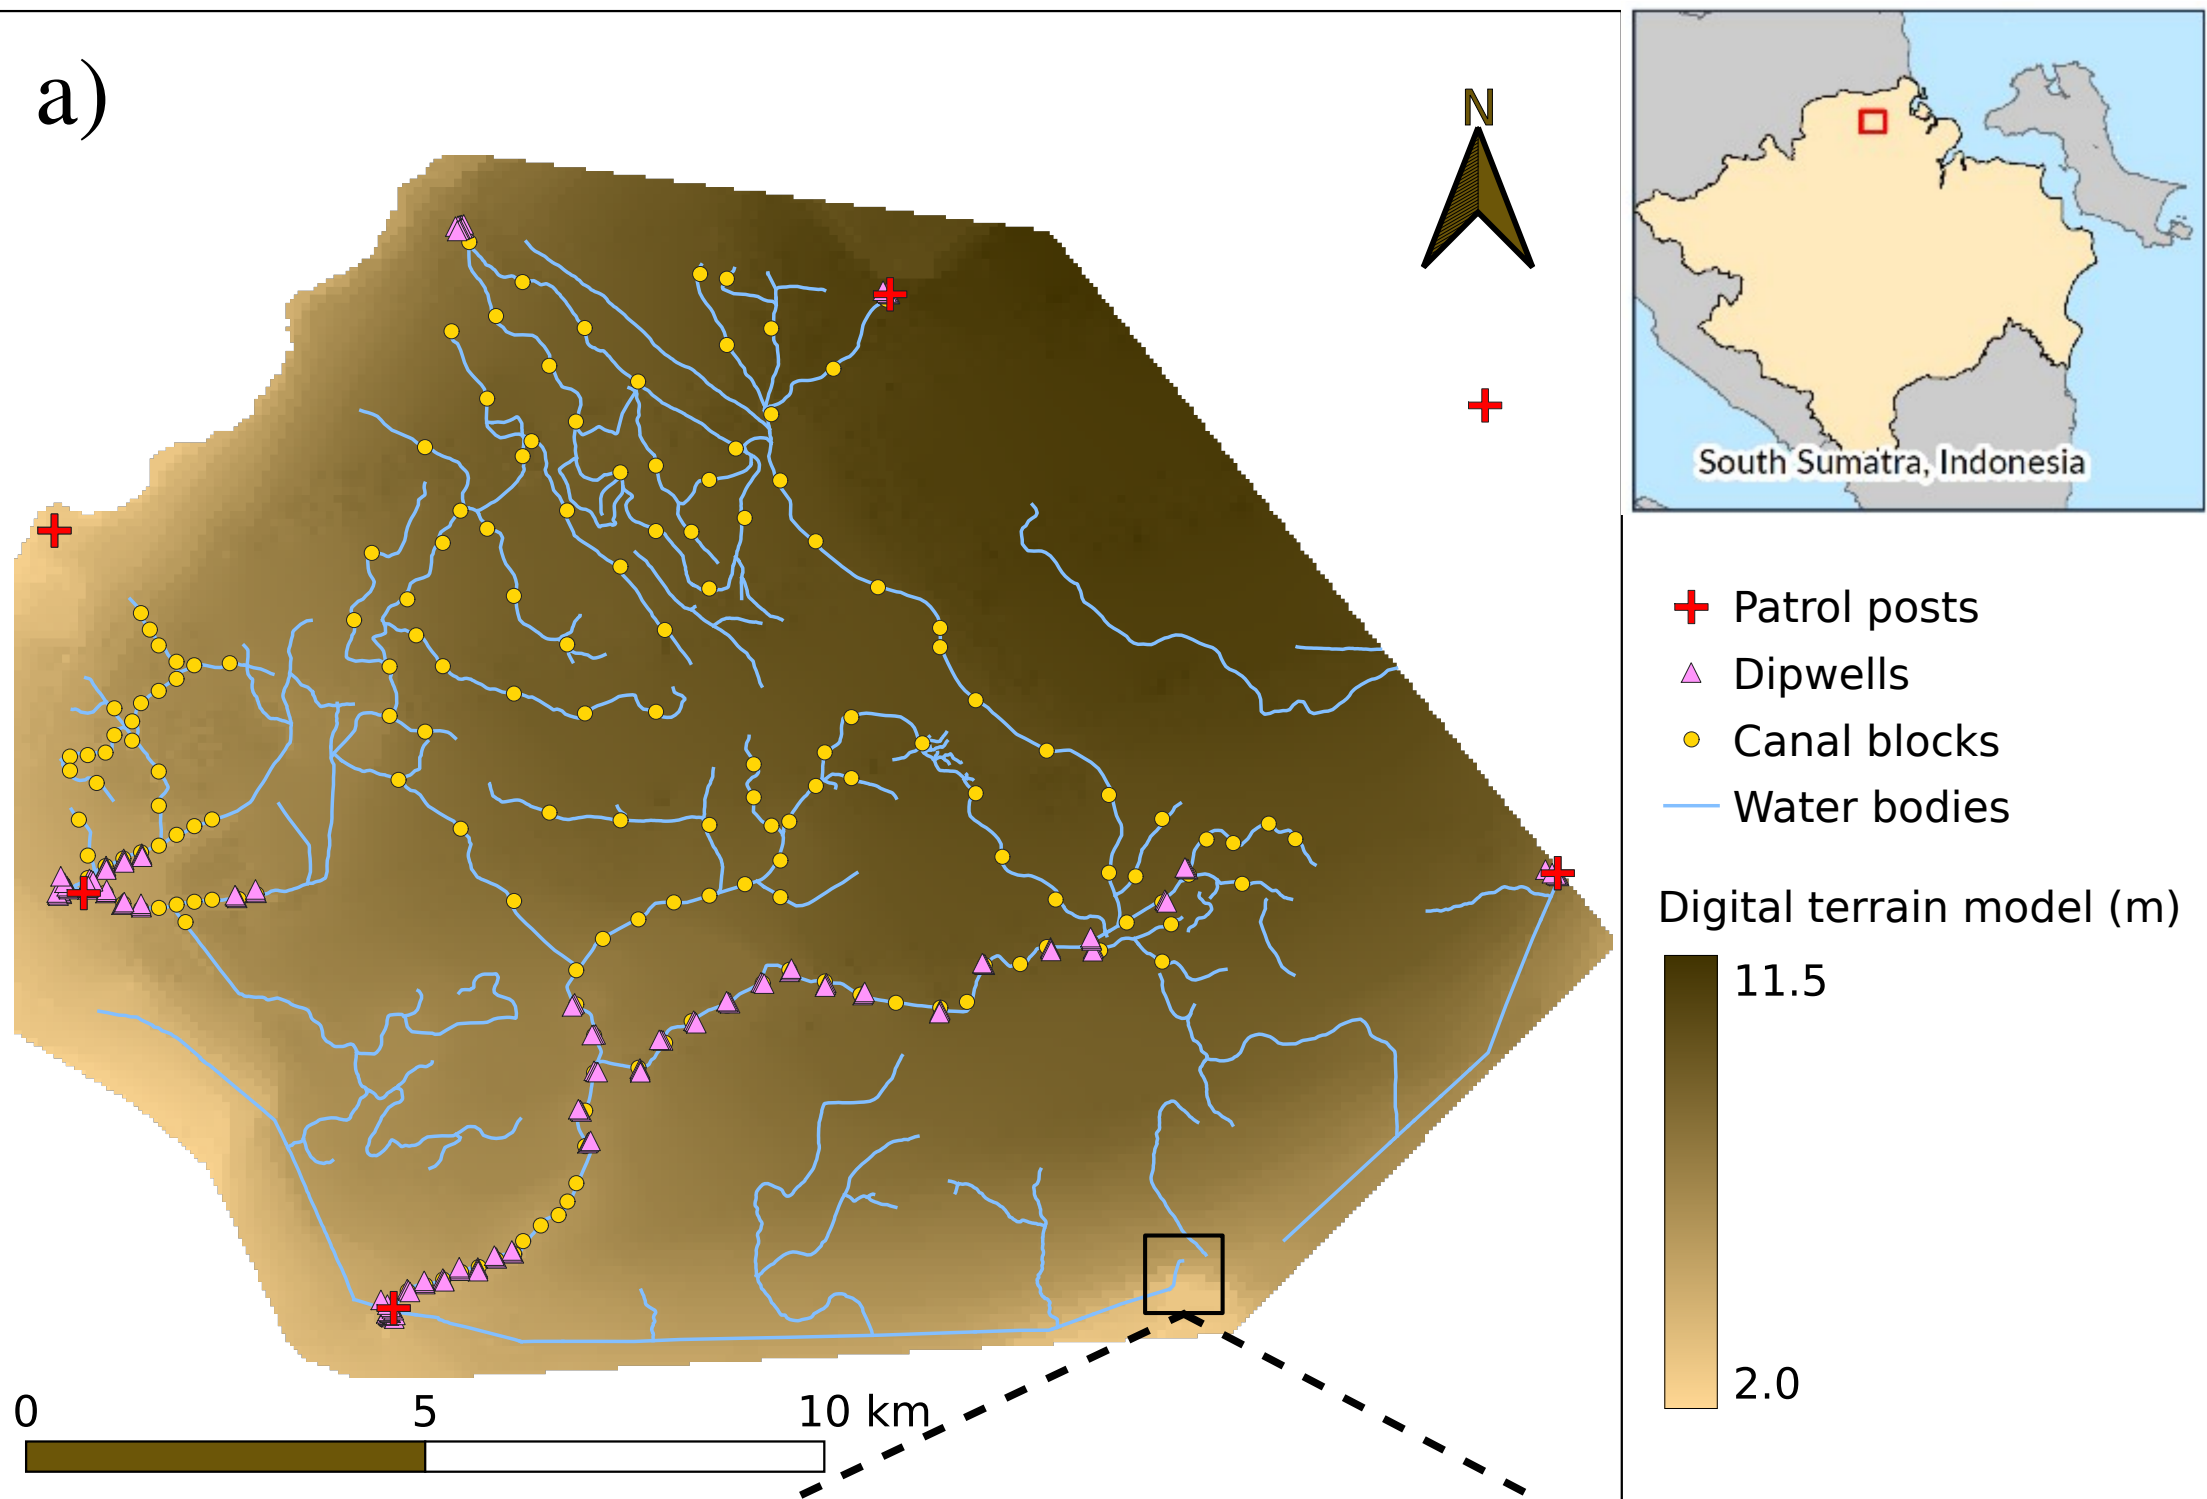 a)
N
South Sumatra, Indonesia
Patrol posts
Dipwells
Canal blocks
Water bodies
Digital terrain model (m)
11.5
2.0
0 5 10 km